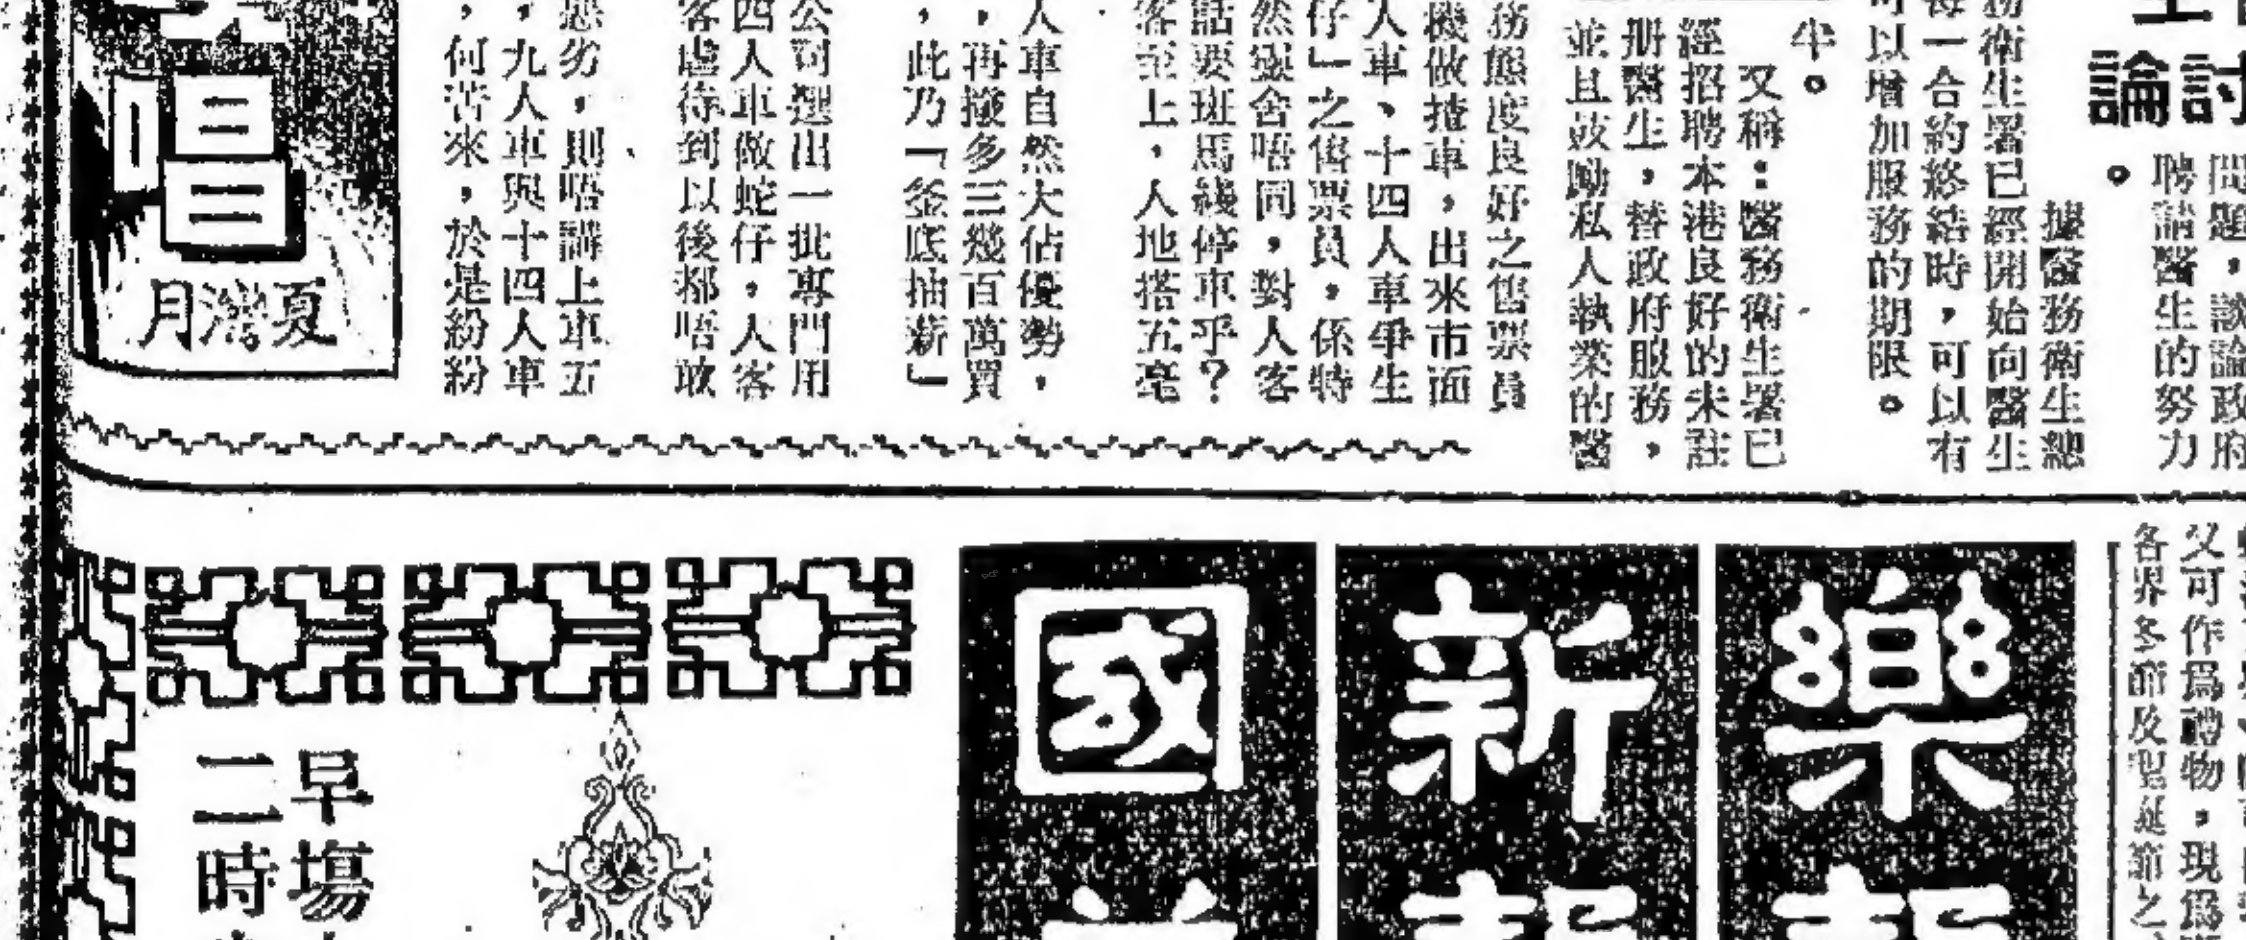 討論。
問題，談論政府
聘請醫生的努力
據醫務衛生總
務衛生署已經開始向醫生
每一合約終結時，可以有
可以增加服務的期限。
牛。
又稱：醫務衛生署已
經招聘本港良好的未註
册醫生，替政府服務，
並且鼓勵私人執業的醫
務態度良好之售票員
機做揸車，出來市面
人車、十四人車爭生
仔」之售票員，係特
然雞舍唔同，對人客
話要斑馬綫停車乎？
客至上，人地搭五毫
人車自然大佔優勢，
，再撥多三幾百萬買
，此乃「釜底抽薪」
公司選出一批專門用
四人車做蛇仔，人客
客虐待到以後都唔敢
惡劣，則唔講上車五
，九人車與十四人車
，何苦來，於是紛紛
唱
夏灣月
父可作爲禮物，現爲
各界冬節及聖誕節之
樂
新
國
早場
二時